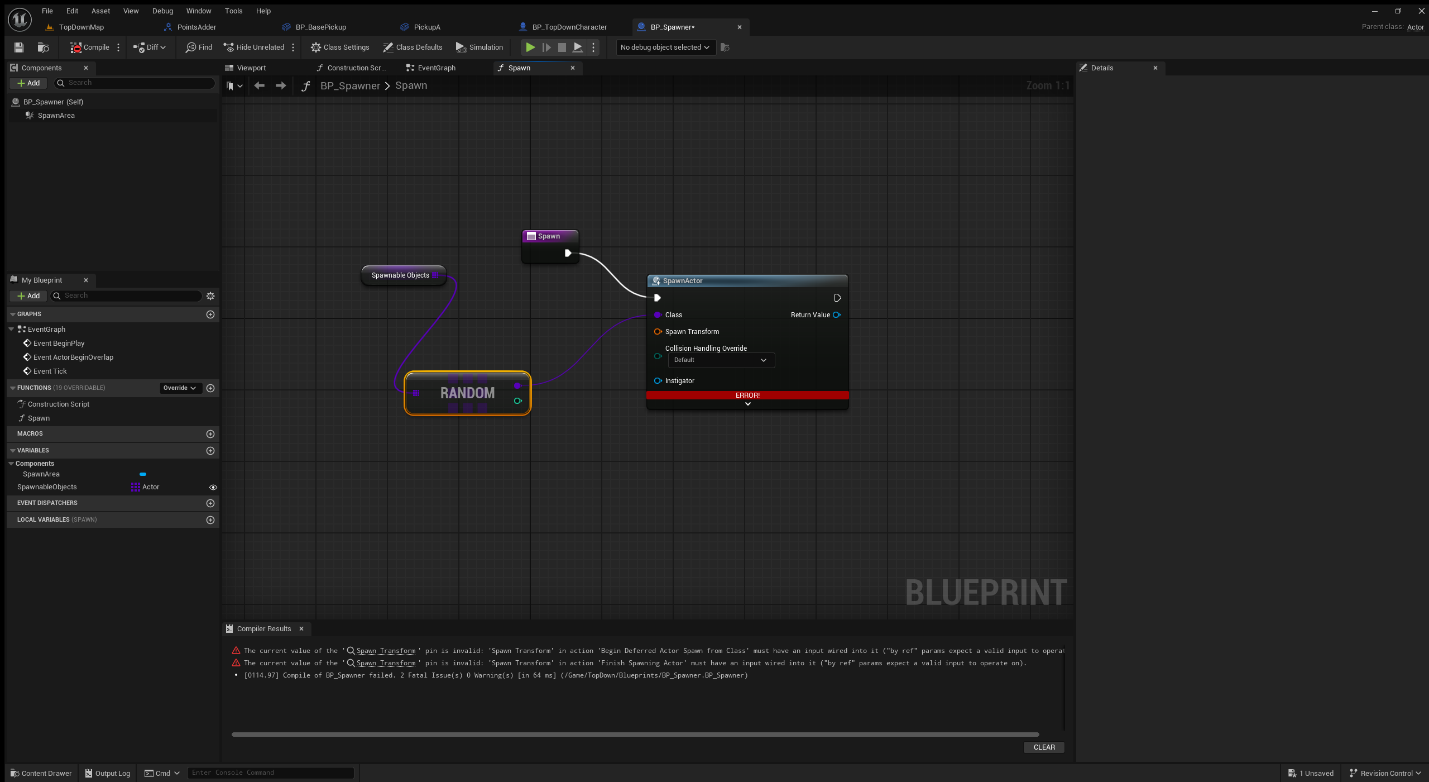 File Edit Asset View Debug Window Tools Help
TopDownMap PointsAdder BP_BasePickup PickupA BP_TopDownCharacter BP_Spawner• Parent class: Actor
Compile Diff Find Hide Unrelated Class Settings Class Defaults Simulation No debug object selected
Components
Add Search
BP_Spawner (Self)
SpawnArea
Viewport Construction Scr... EventGraph Spawn
BP_Spawner > Spawn Zoom 1:1
Details
Spawn
Spawnable Objects
RANDOM
SpawnActor
Class Return Value
Spawn Transform
Collision Handling Override
Default
Instigator
ERROR!
BLUEPRINT
My Blueprint
Add Search
GRAPHS
EventGraph
Event BeginPlay
Event ActorBeginOverlap
Event Tick
FUNCTIONS (19 OVERRIDABLE) Override
Construction Script
Spawn
MACROS
VARIABLES
Components
SpawnArea
SpawnableObjects Actor
EVENT DISPATCHERS
LOCAL VARIABLES (SPAWN)
Compiler Results
The current value of the ' Spawn Transform ' pin is invalid: 'Spawn Transform' in action 'Begin Deferred Actor Spawn from Class' must have an input wired into it ("by ref" params expect a valid input to operat
The current value of the ' Spawn Transform ' pin is invalid: 'Spawn Transform' in action 'Finish Spawning Actor' must have an input wired into it ("by ref" params expect a valid input to operate on).
• [0114.97] Compile of BP_Spawner failed. 2 Fatal Issue(s) 0 Warning(s) [in 64 ms] (/Game/TopDown/Blueprints/BP_Spawner.BP_Spawner)
CLEAR
Content Drawer Output Log Cmd Enter Console Command 1 Unsaved Revision Control